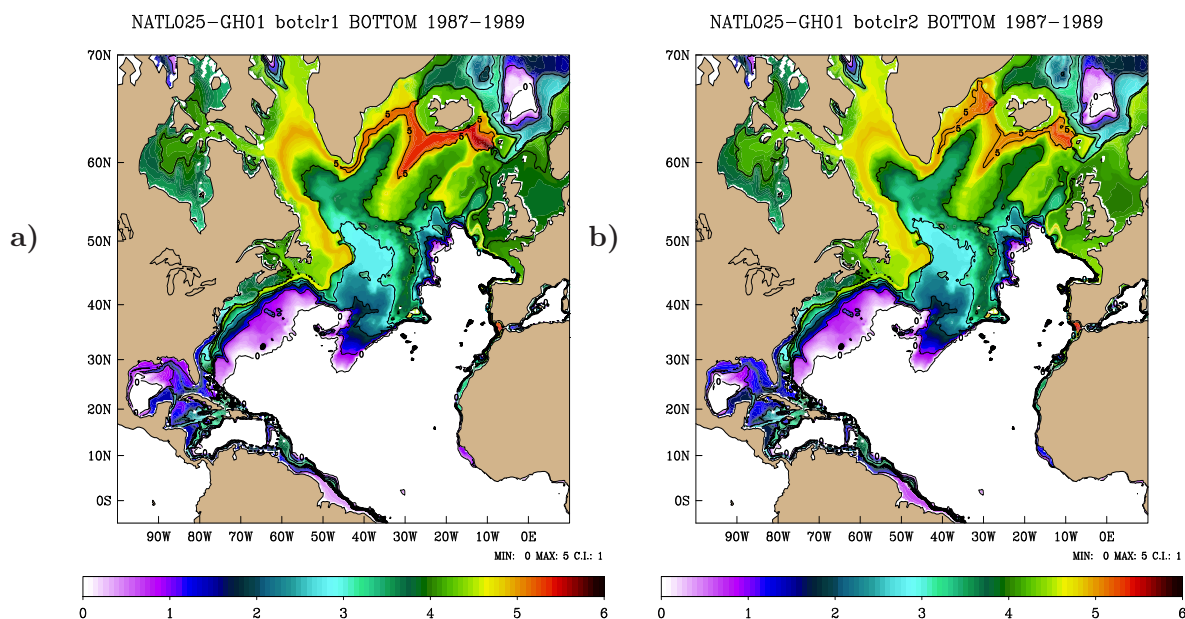 NATL025-GH01 botclr1 BOTTOM 1987-1989
NATL025-GH01 botclr2 BOTTOM 1987-1989
a)
70N
60N
50N
40N
30N
20N
10N
0S
90W 80W 70W 60W 50W 40W 30W 20W 10W 0E
MIN: 0 MAX: 5 C.I.: 1
0 1 2 3 4 5 6
b)
70N
60N
50N
40N
30N
20N
10N
0S
90W 80W 70W 60W 50W 40W 30W 20W 10W 0E
MIN: 0 MAX: 5 C.I.: 1
0 1 2 3 4 5 6